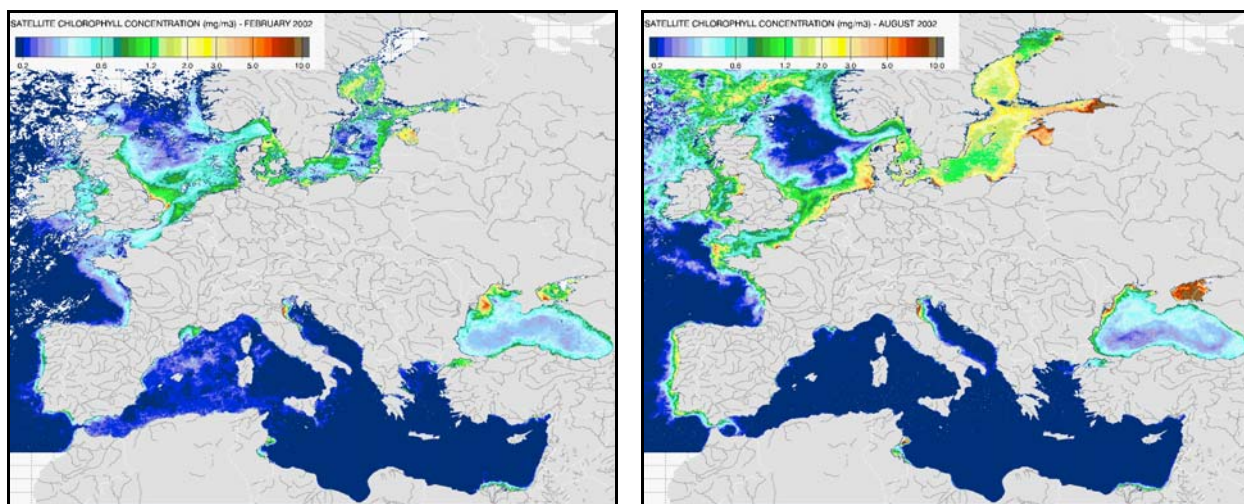 SATELLITE CHLOROPHYLL CONCENTRATION (mg/m3) - FEBRUARY 2002
0.2 0.6 1.2 2.0 3.0 5.0 10.0
SATELLITE CHLOROPHYLL CONCENTRATION (mg/m3) - AUGUST 2002
0.2 0.6 1.2 2.0 3.0 5.0 10.0